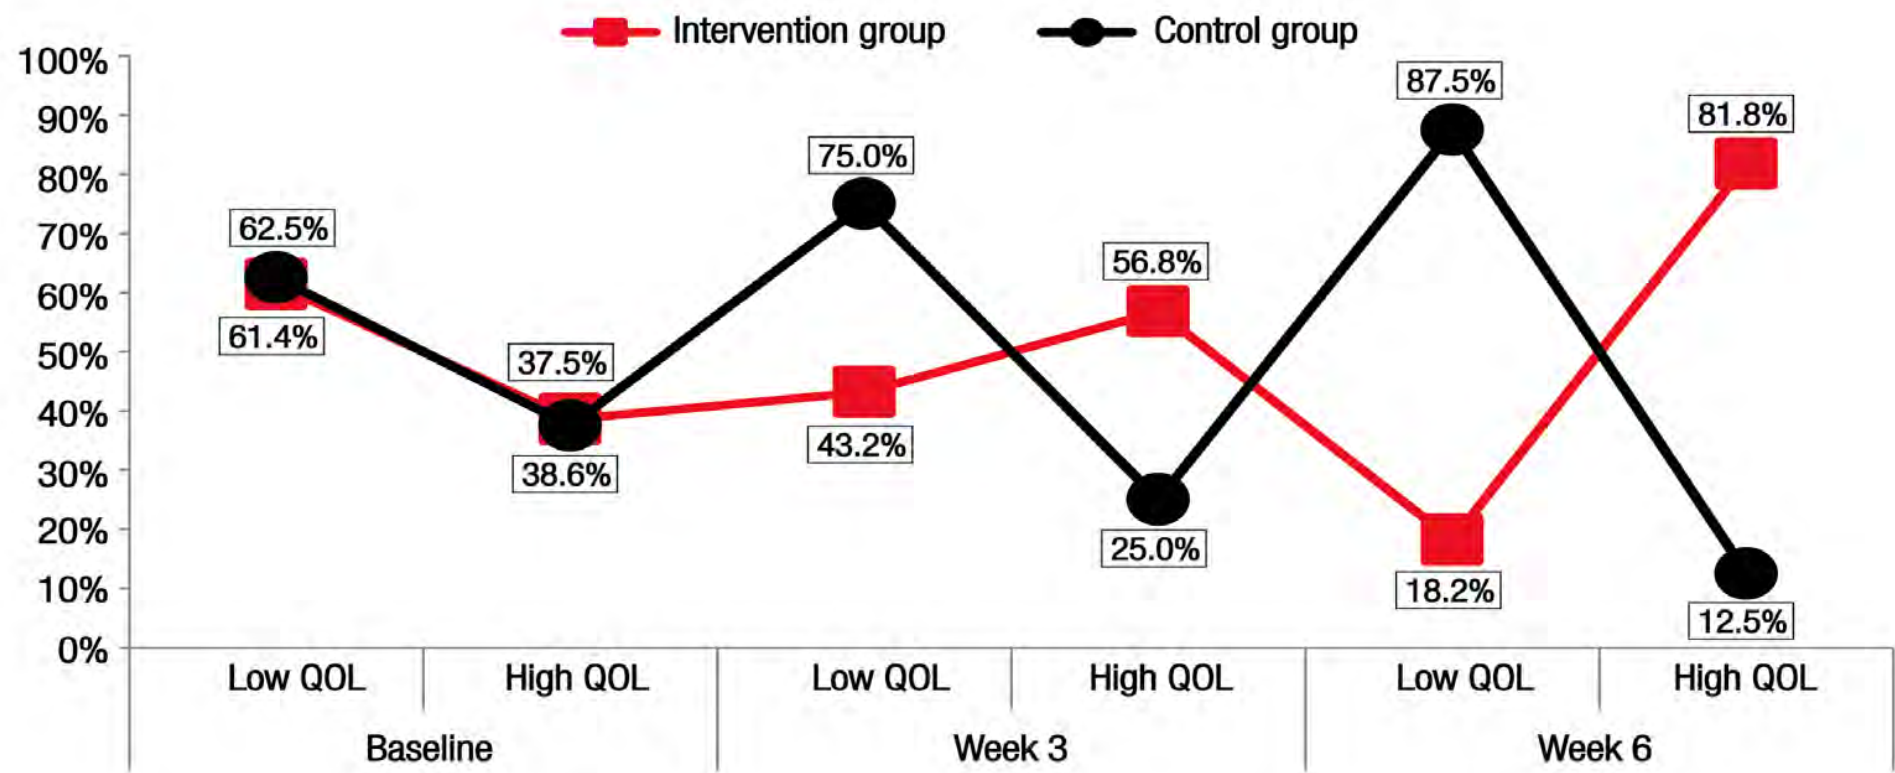 Intervention group
Control group
100%
90%
80%
70%
60%
50%
40%
30%
20%
10%
0%
62.5%
61.4%
37.5%
38.6%
75.0%
43.2%
56.8%
25.0%
87.5%
18.2%
81.8%
12.5%
Low QOL
High QOL
Low QOL
High QOL
Low QOL
High QOL
Baseline
Week 3
Week 6